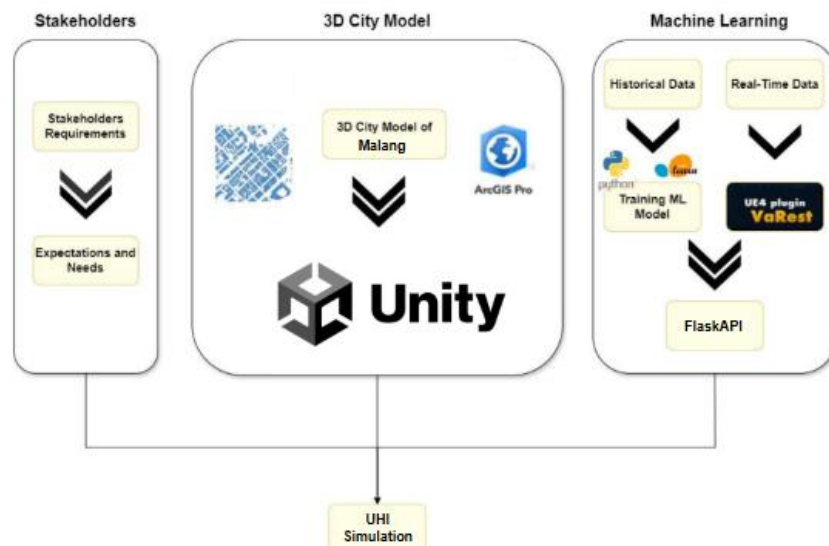 Stakeholders
3D City Model
Machine Learning
Stakeholders
Requirements
Expectations and
Needs
3D City Model of
Malang
ArcGIS Pro
Unity
Historical Data
Real-Time Data
python
learn
Training ML
Model
UE4 plugin
VaRest
FlaskAPI
UHI
Simulation